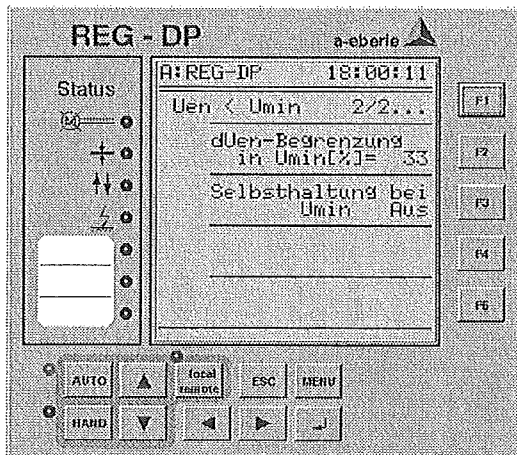 REG - DP
a-eberle
Status
A:REG-DP 18:00:11
Uen < Umin 2/2...
dUen-Begrenzung
in Umin[%]= 33
Selbsthaltung bei
Umin Aus
M
F1
F2
F3
F4
F5
AUTO
local
remote
ESC
MENU
HAND